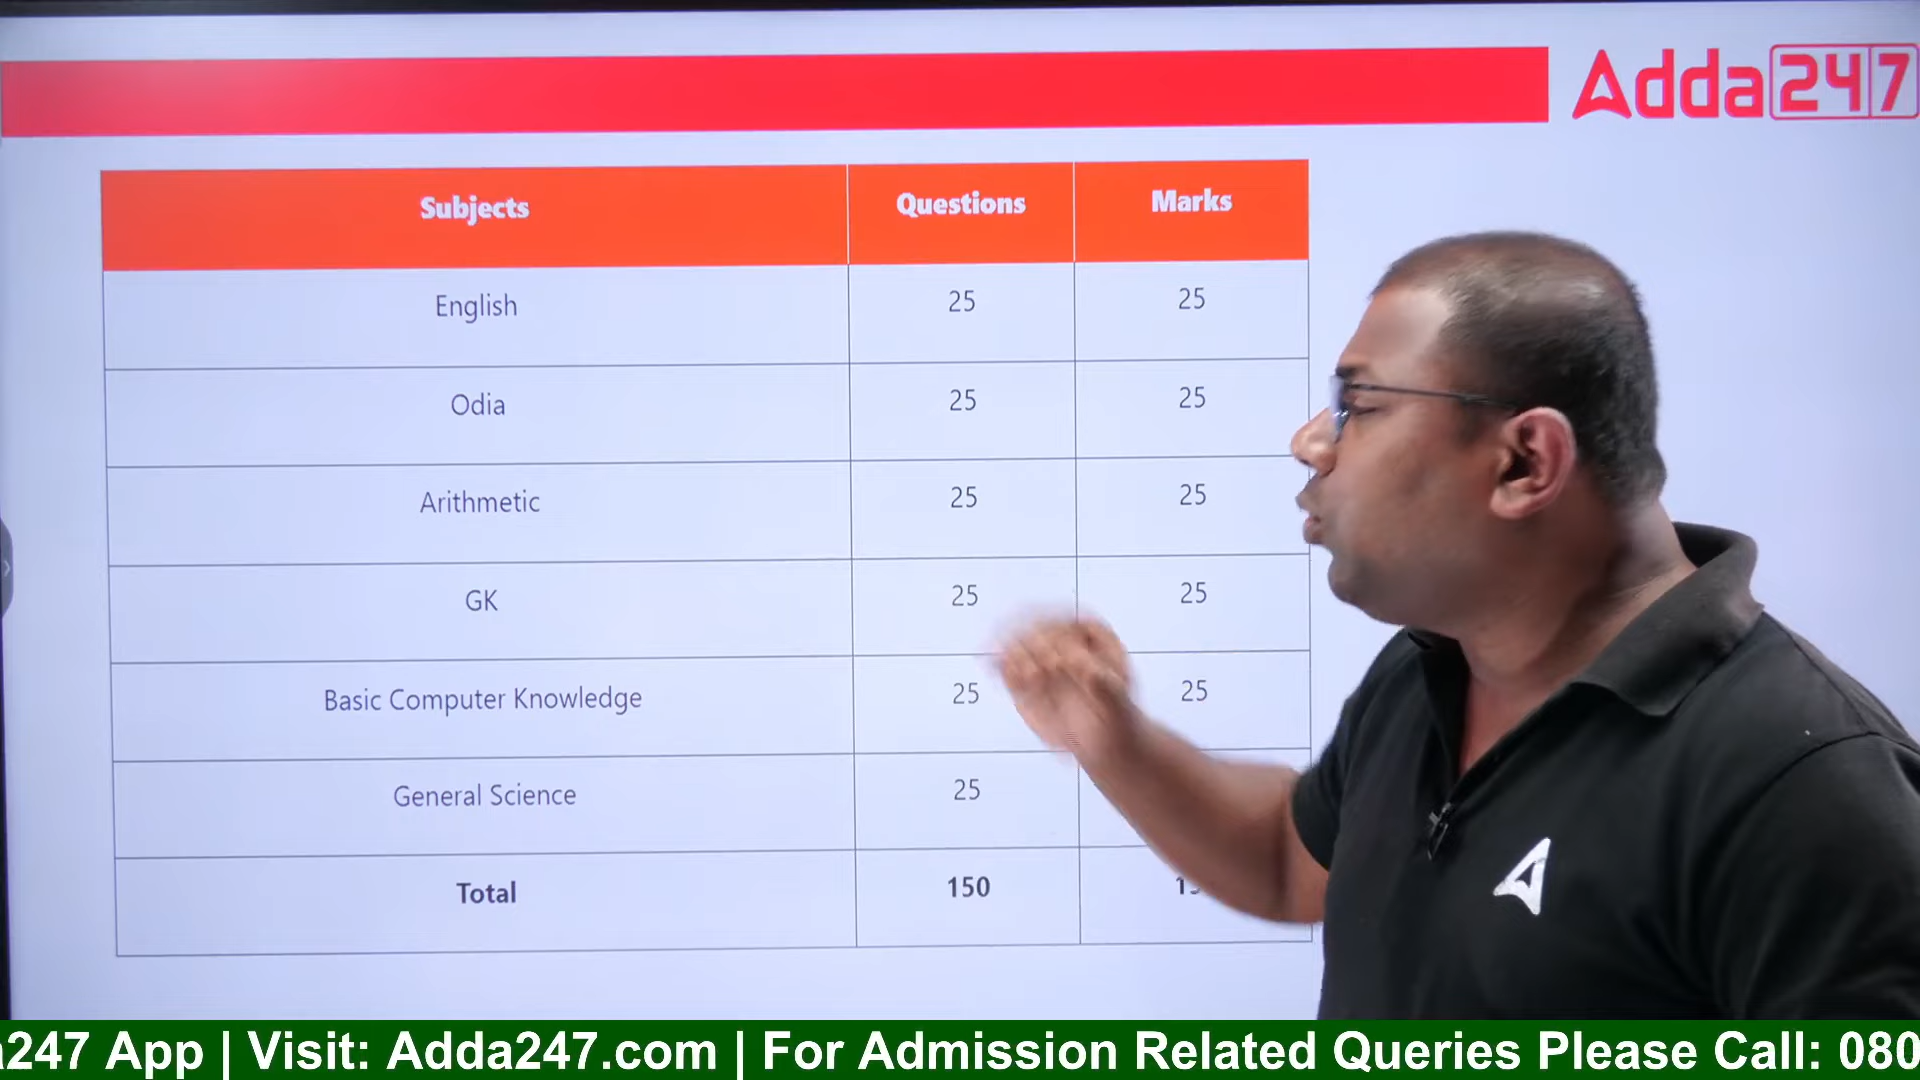 Adda247
Subjects Questions Marks
English 25 25
Odia 25 25
Arithmetic 25 25
GK 25 25
Basic Computer Knowledge 25 25
General Science 25
Total 150
a247 App | Visit: Adda247.com | For Admission Related Queries Please Call: 080